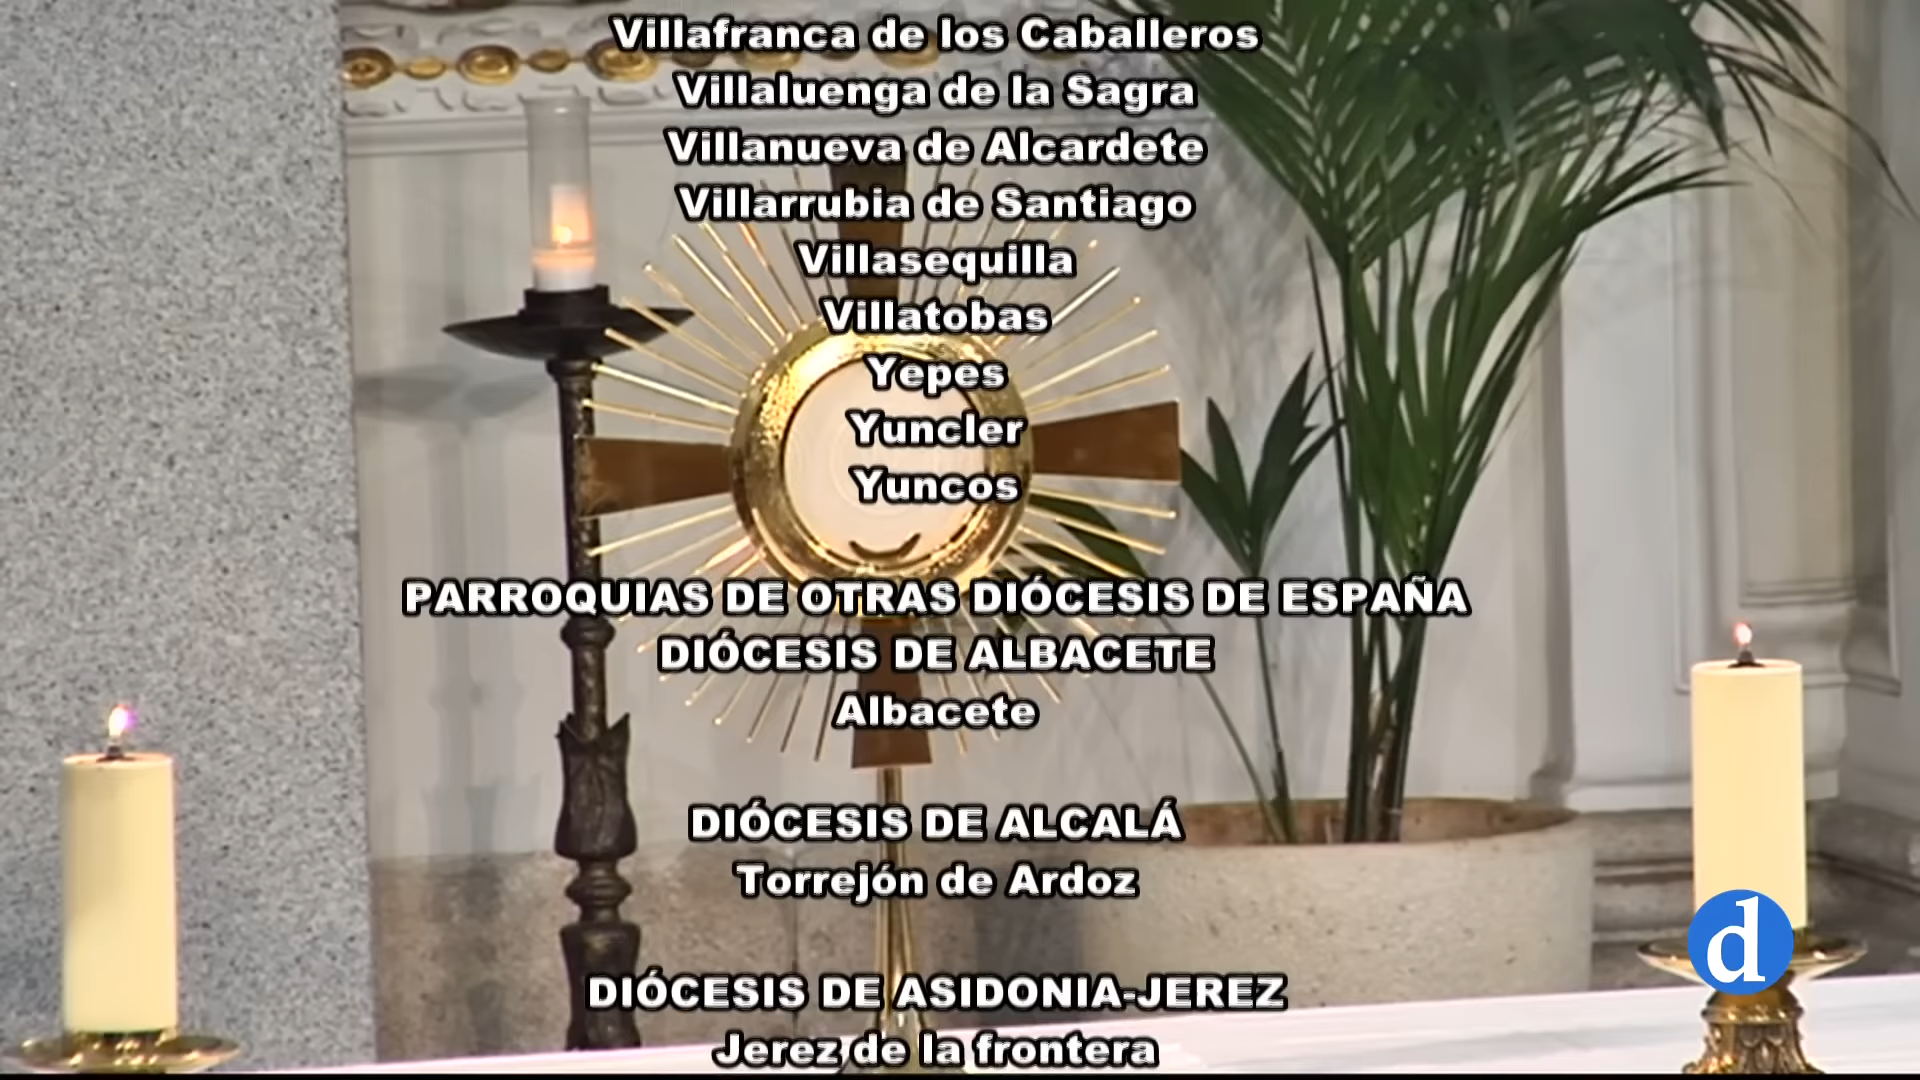 Villafranca de los Caballeros
Villaluenga de la Sagra
Villanueva de Alcardete
Villarrubia de Santiago
Villasequilla
Villatobas
Yepes
Yuncler
Yuncos
PARROQUIAS DE OTRAS DIÓCESIS DE ESPAÑA
DIÓCESIS DE ALBACETE
Albacete
DIÓCESIS DE ALCALÁ
Torrejón de Ardoz
DIÓCESIS DE ASIDONIA-JEREZ
Jerez de la frontera
d